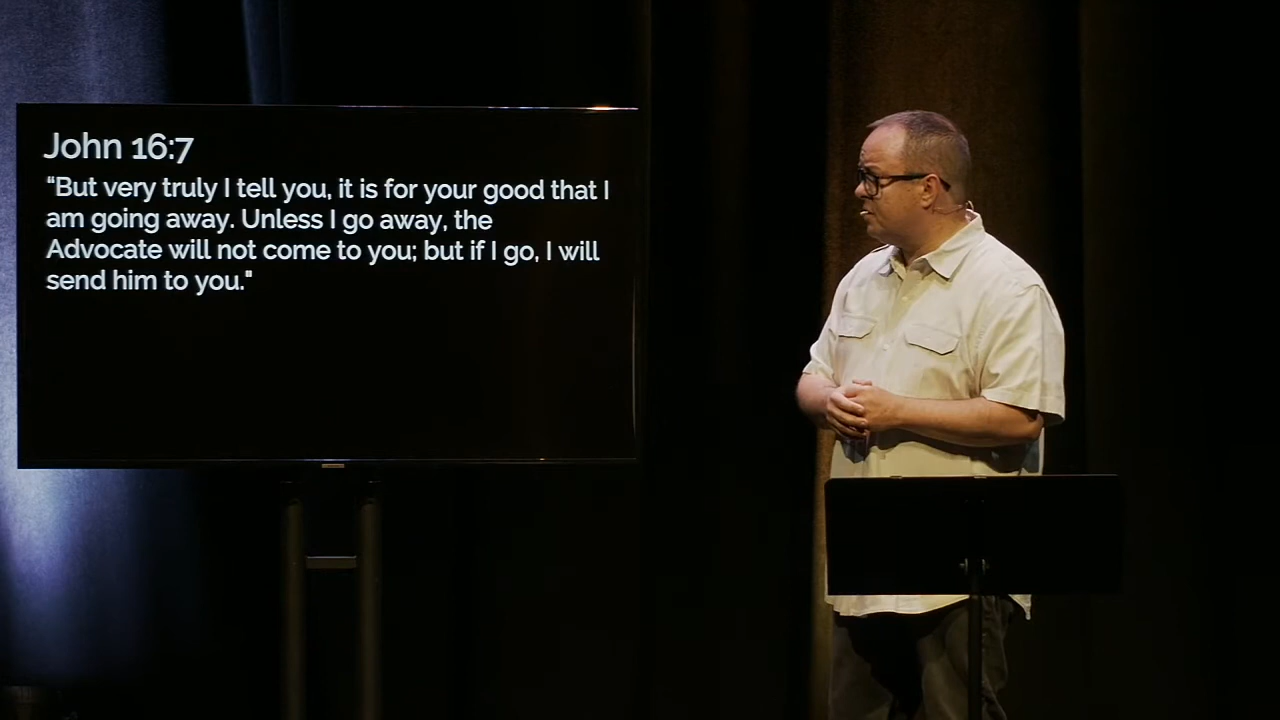 John 16:7
“But very truly I tell you, it is for your good that I
am going away. Unless I go away, the
Advocate will not come to you; but if I go, I will
send him to you."